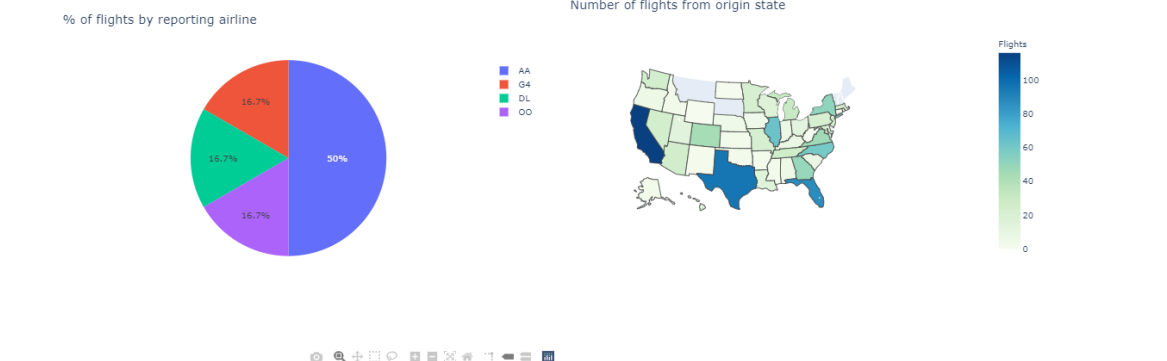 % of flights by reporting airline
16.7%
16.7%
50%
16.7%
AA
G4
DL
OO
Number of flights from origin state
Flights
100
80
60
40
20
0